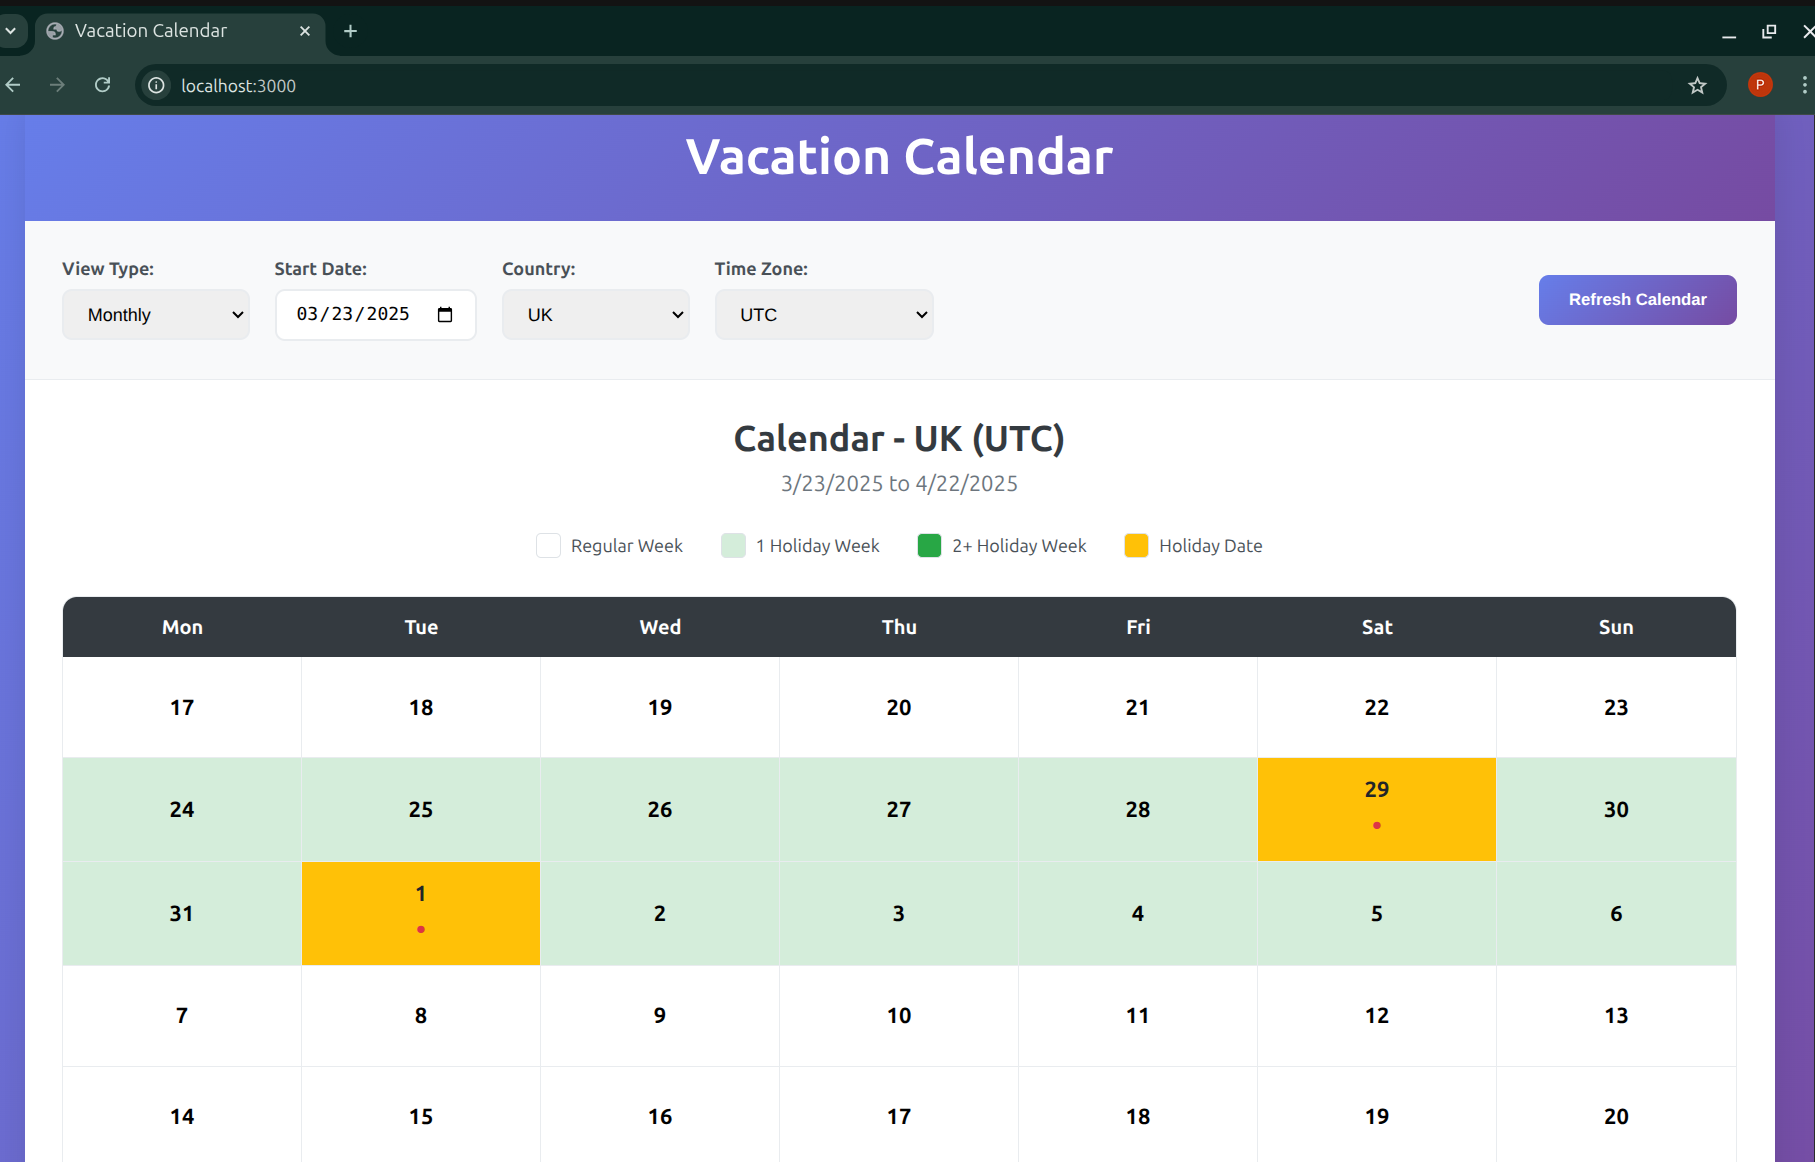 Vacation Calendar
localhost:3000
P
Vacation Calendar
View Type: Start Date: Country: Time Zone:
Monthly 03/23/2025 UK UTC Refresh Calendar
Calendar - UK (UTC)
3/23/2025 to 4/22/2025
Regular Week 1 Holiday Week 2+ Holiday Week Holiday Date
Mon Tue Wed Thu Fri Sat Sun
17 18 19 20 21 22 23
24 25 26 27 28 29 30
31 1 2 3 4 5 6
7 8 9 10 11 12 13
14 15 16 17 18 19 20